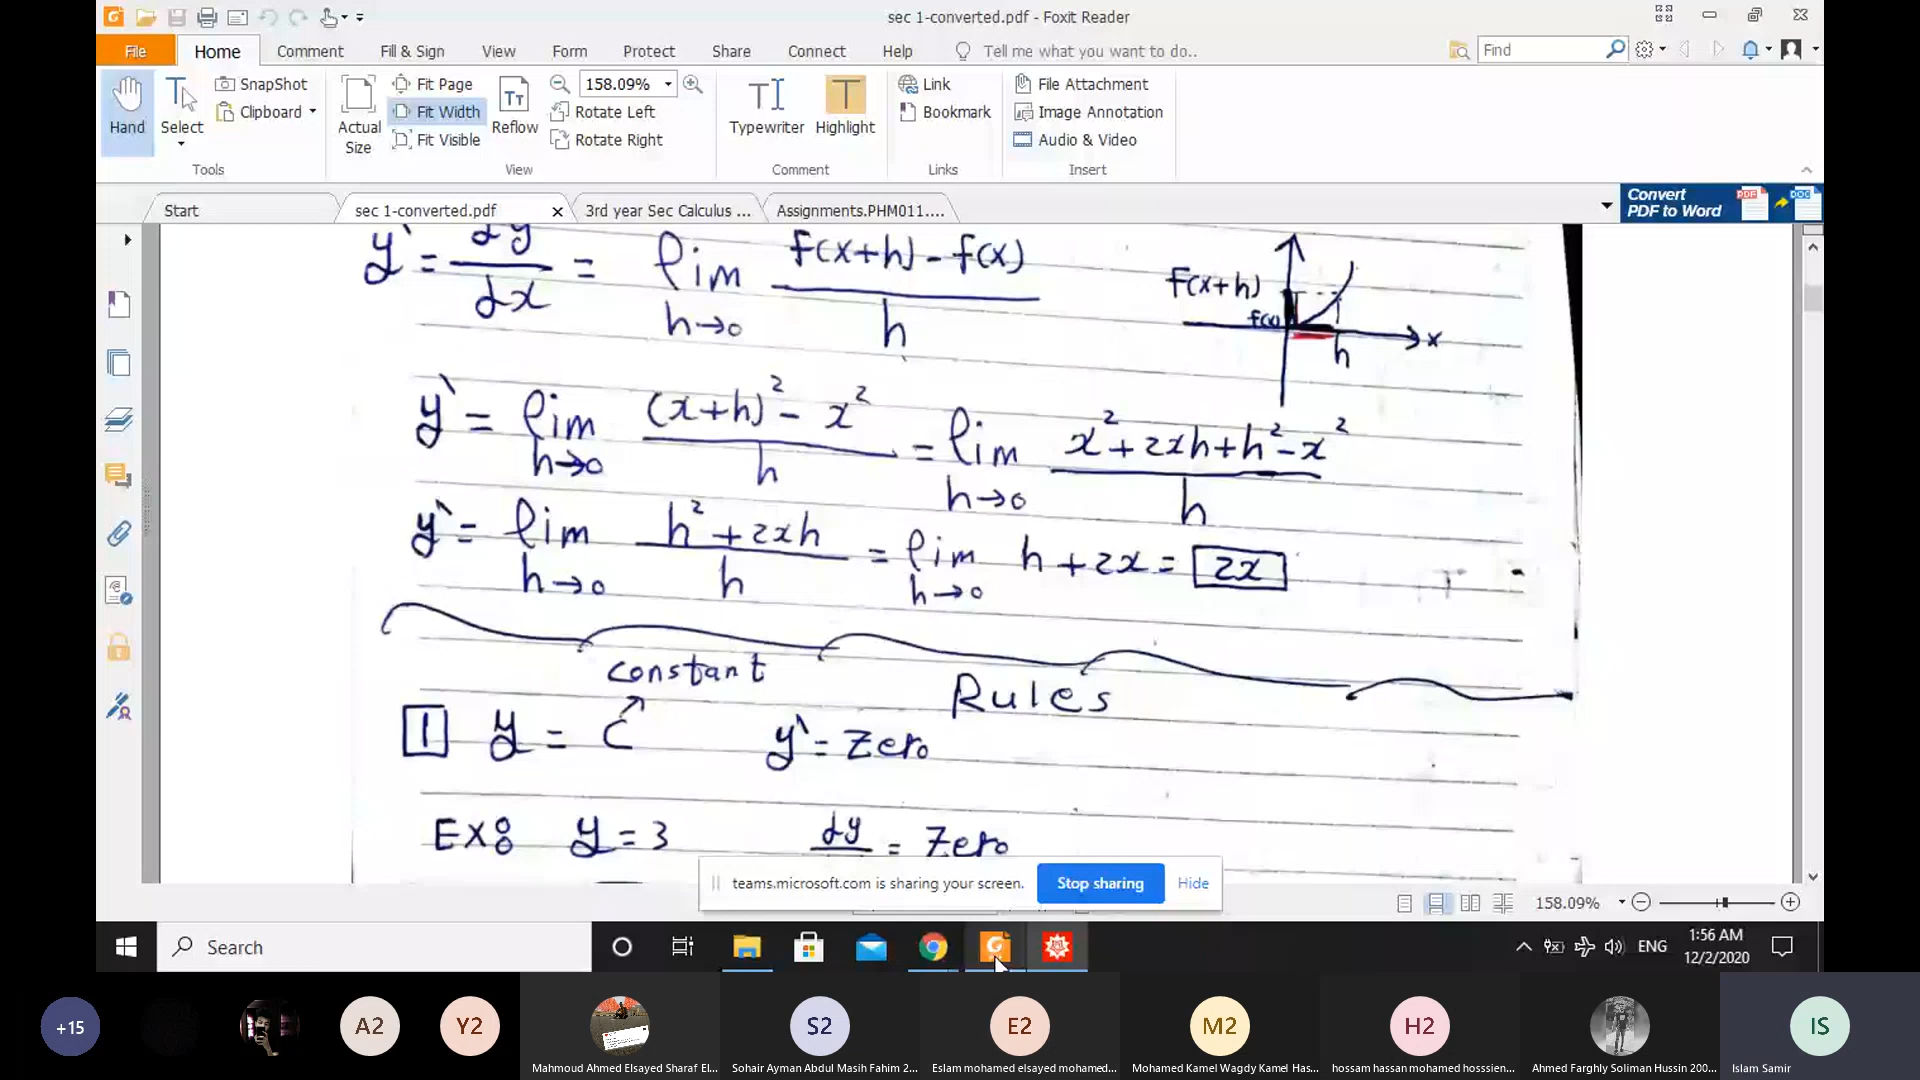 sec 1-converted.pdf - Foxit Reader
File Home Comment Fill & Sign View Form Protect Share Connect Help Tell me what you want to do.. Find
Hand Select SnapShot Clipboard
Tools
Actual Size Fit Page Fit Width Fit Visible Reflow 158.09% Rotate Left Rotate Right
View
Typewriter Highlight
Comment
Link Bookmark
Links
File Attachment Image Annotation Audio & Video
Insert
Start sec 1-converted.pdf x 3rd year Sec Calculus ... Assignments.PHM011....
Convert PDF to Word PDF DOC
y` = dy/dx = lim h→0 (f(x+h) - f(x))/h
F(x+h)
f(x)
x
h
y` = lim h→0 ((x+h)² - x²)/h = lim h→0 (x² + 2xh + h² - x²)/h
y` = lim h→0 (h² + 2xh)/h = lim h→0 h + 2x = 2x
constant
Rules
1 y = C y` = Zero
EX: y = 3 dy = Zero
teams.microsoft.com is sharing your screen. Stop sharing Hide
158.09%
Search
ENG 1:56 AM
12/2/2020
+15 A2 Y2 S2 E2 M2 H2 IS
Mahmoud Ahmed Elsayed Sharaf El... Sohair Ayman Abdul Masih Fahim 2... Eslam mohamed elsayed mohamed... Mohamed Kamel Wagdy Kamel Has... hossam hassan mohamed hosssien... Ahmed Farghly Soliman Hussin 200... Islam Samir